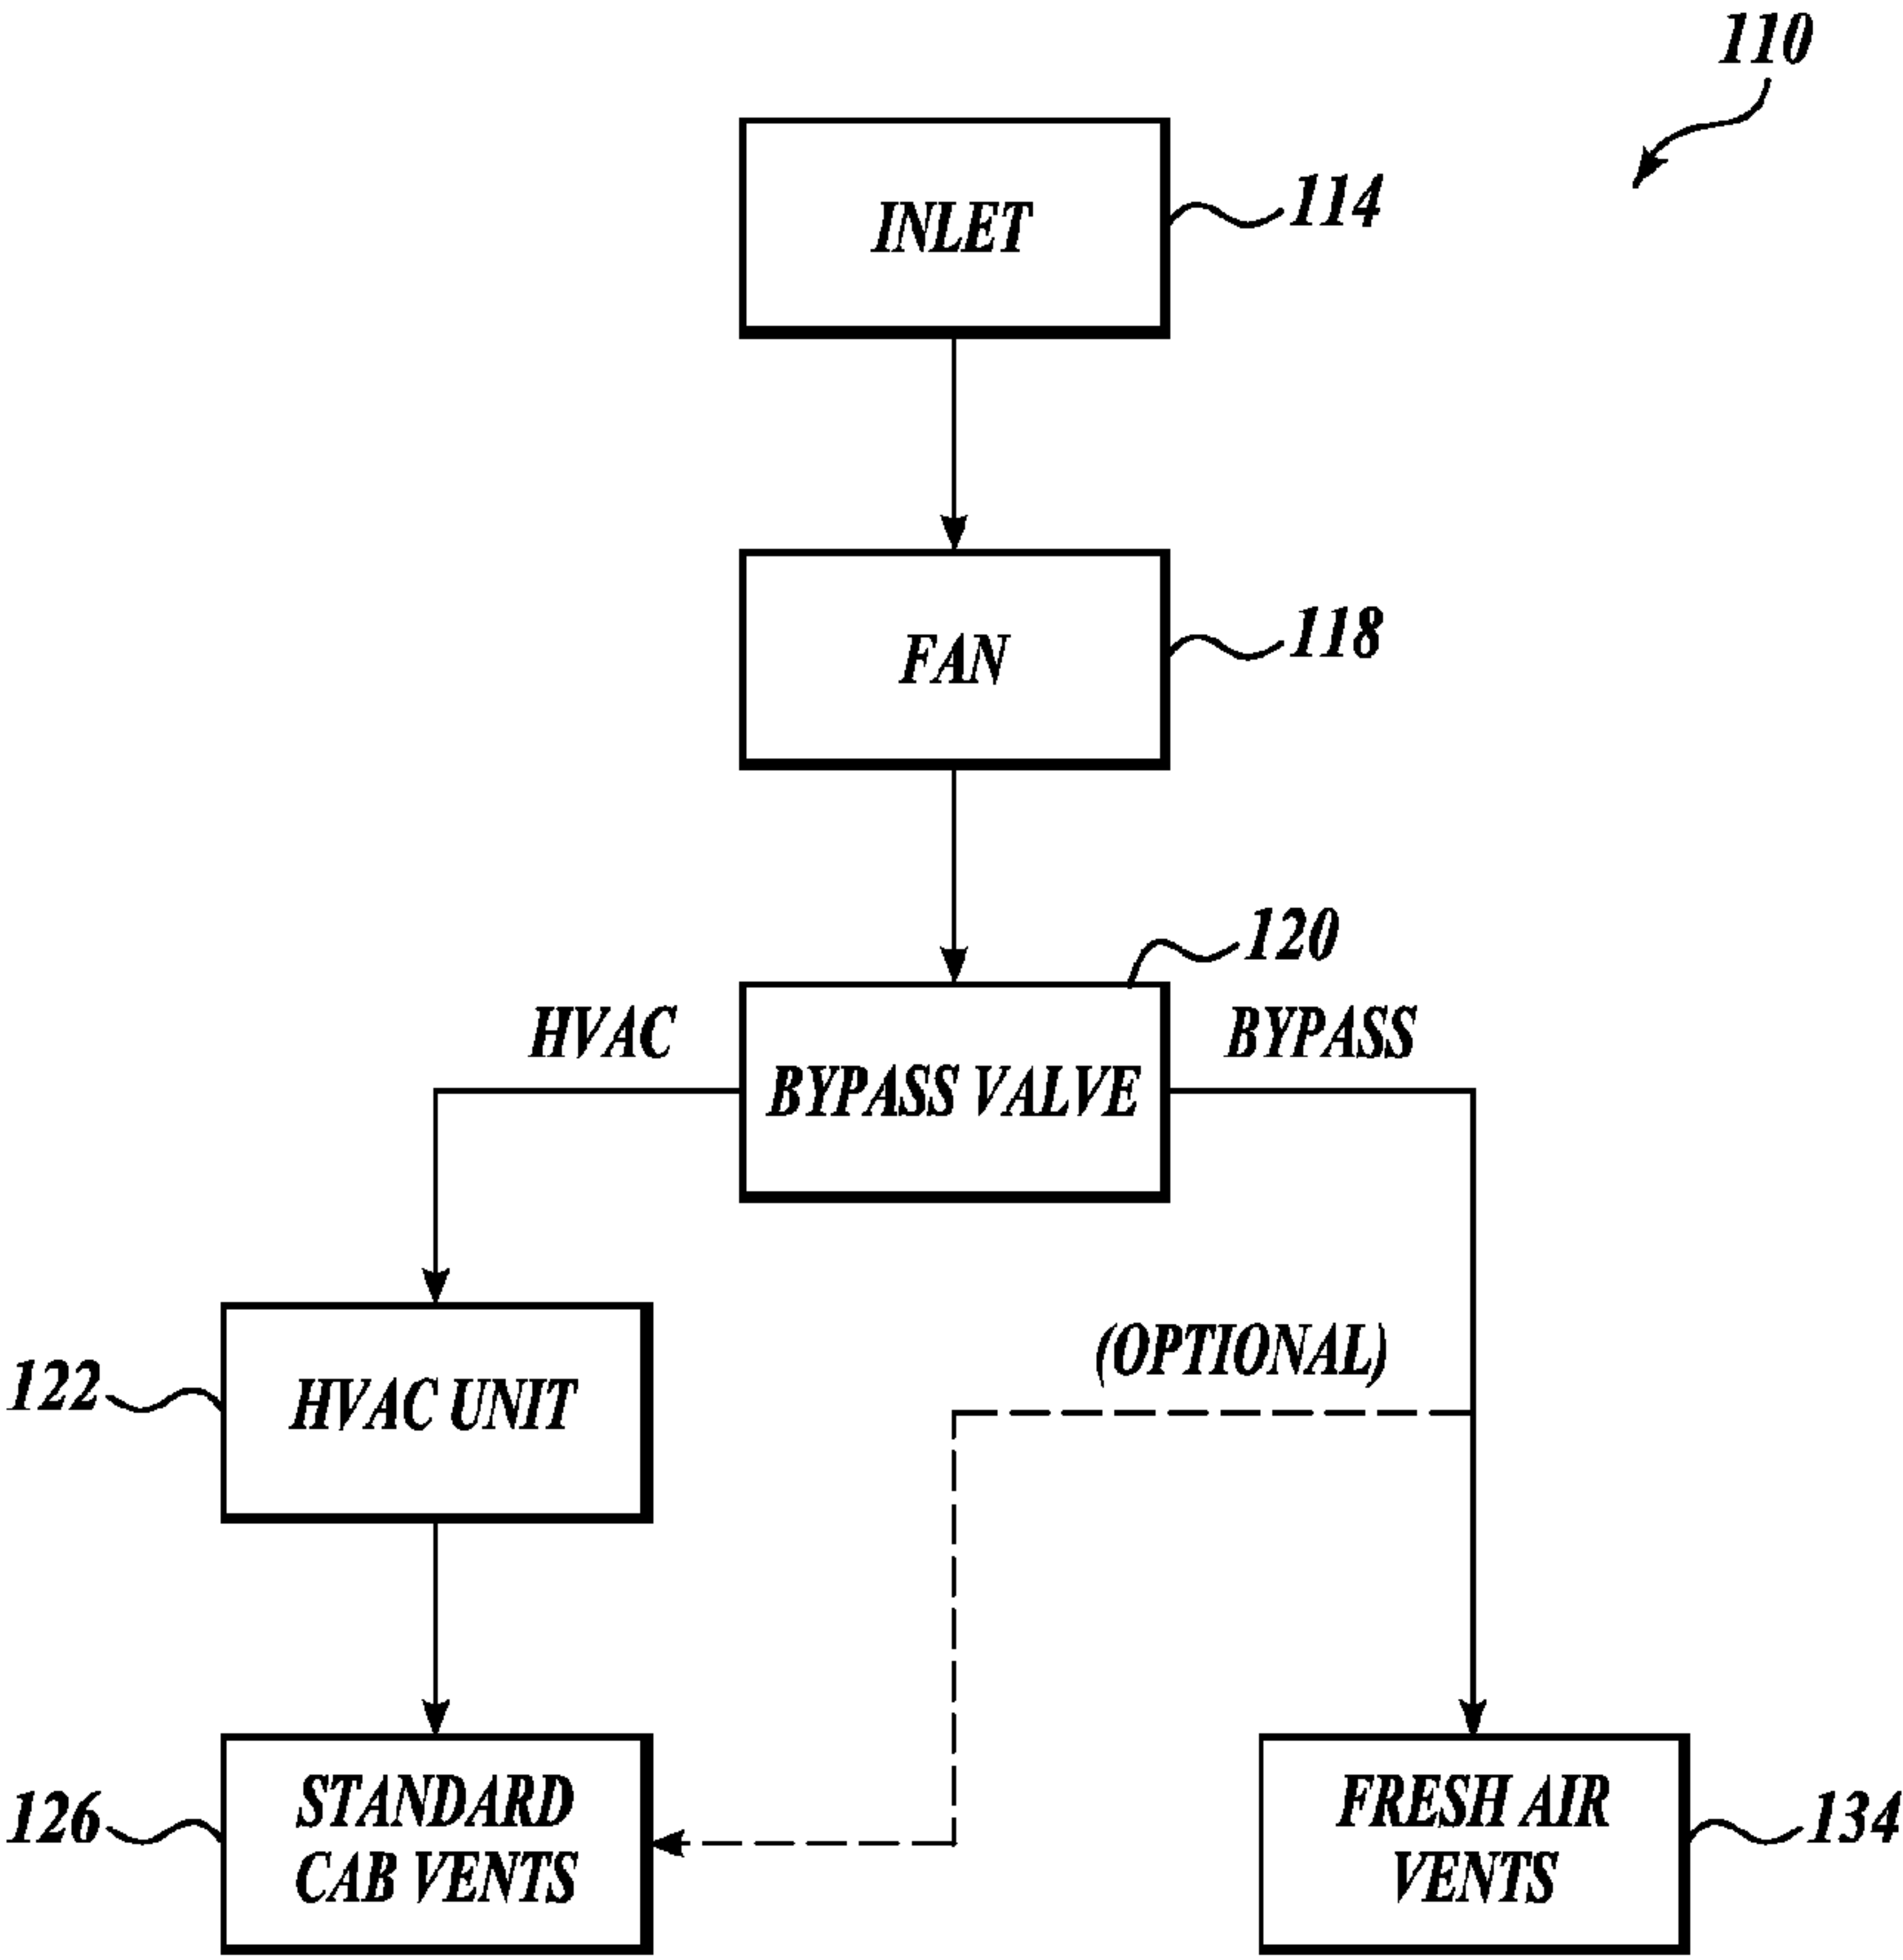 110
INLET
114
FAN
118
120
HVAC
BYPASS
BYPASS VALVE
(OPTIONAL)
122
HVAC UNIT
126
STANDARD
CAB VENTS
FRESH AIR
VENTS
134